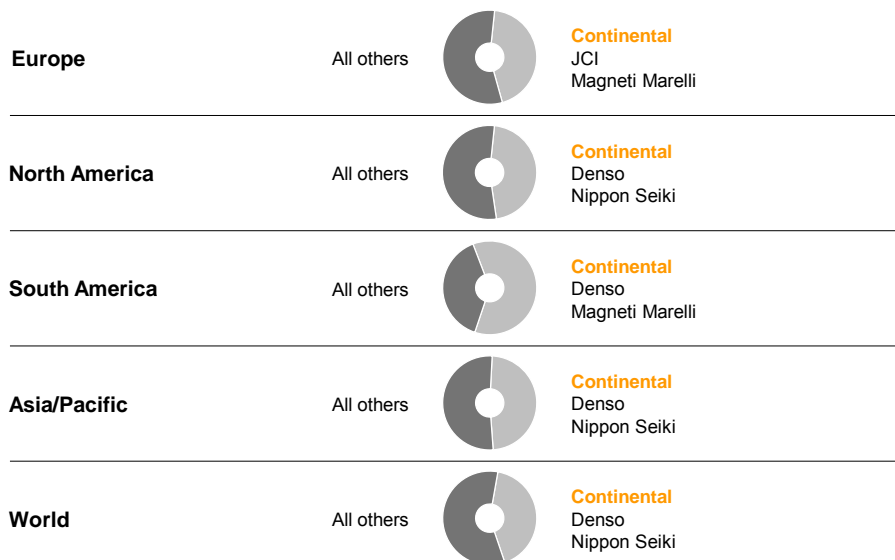 Europe
All others
Continental
JCI
Magneti Marelli
North America
All others
Continental
Denso
Nippon Seiki
South America
All others
Continental
Denso
Magneti Marelli
Asia/Pacific
All others
Continental
Denso
Nippon Seiki
World
All others
Continental
Denso
Nippon Seiki